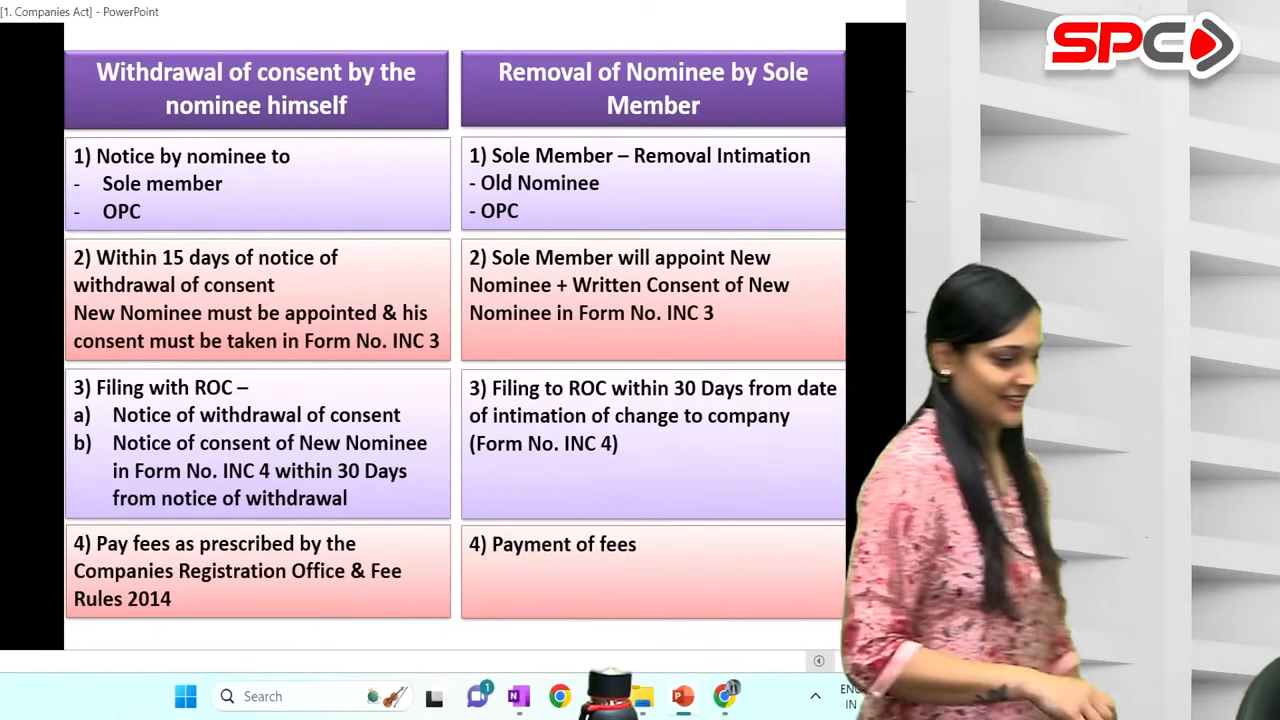 [1. Companies Act] - PowerPoint
SPC
Withdrawal of consent by the
nominee himself
1) Notice by nominee to
- Sole member
- OPC
2) Within 15 days of notice of
withdrawal of consent
New Nominee must be appointed & his
consent must be taken in Form No. INC 3
3) Filing with ROC –
a) Notice of withdrawal of consent
b) Notice of consent of New Nominee
in Form No. INC 4 within 30 Days
from notice of withdrawal
4) Pay fees as prescribed by the
Companies Registration Office & Fee
Rules 2014
Removal of Nominee by Sole
Member
1) Sole Member – Removal Intimation
- Old Nominee
- OPC
2) Sole Member will appoint New
Nominee + Written Consent of New
Nominee in Form No. INC 3
3) Filing to ROC within 30 Days from date
of intimation of change to company
(Form No. INC 4)
4) Payment of fees
Search
1
IN